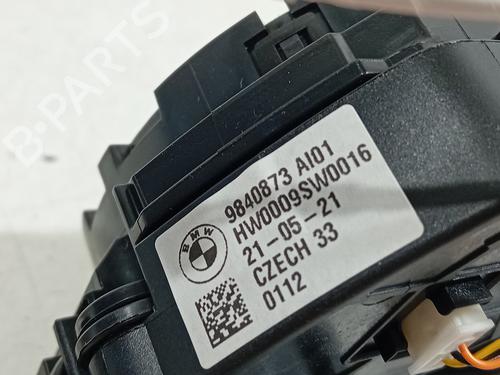 B-PARTS
BMW
9840873 AI01
HW0009SW0016
21-05-21
CZECH 33
0112